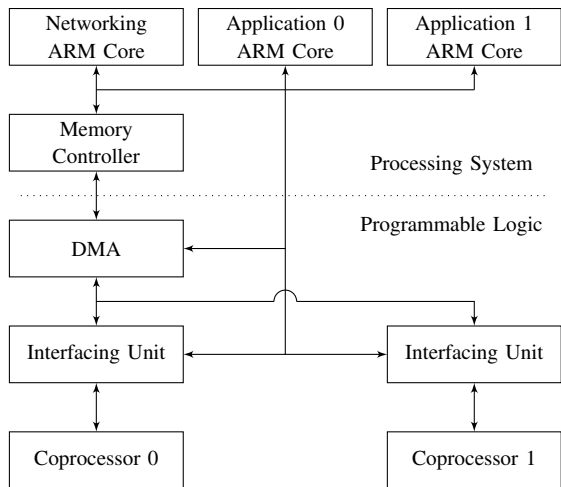 Networking
ARM Core
Application 0
ARM Core
Application 1
ARM Core
Memory
Controller
Processing System
Programmable Logic
DMA
Interfacing Unit
Interfacing Unit
Coprocessor 0
Coprocessor 1